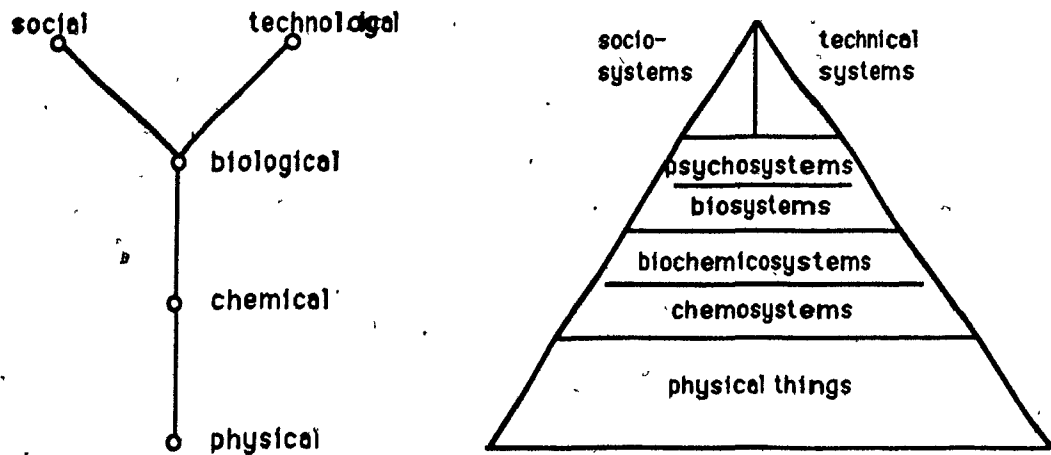 social
technological
biological
chemical
physical
socio-
systems
technical
systems
psychosystems
biosystems
biochemicosystems
chemosystems
physical things